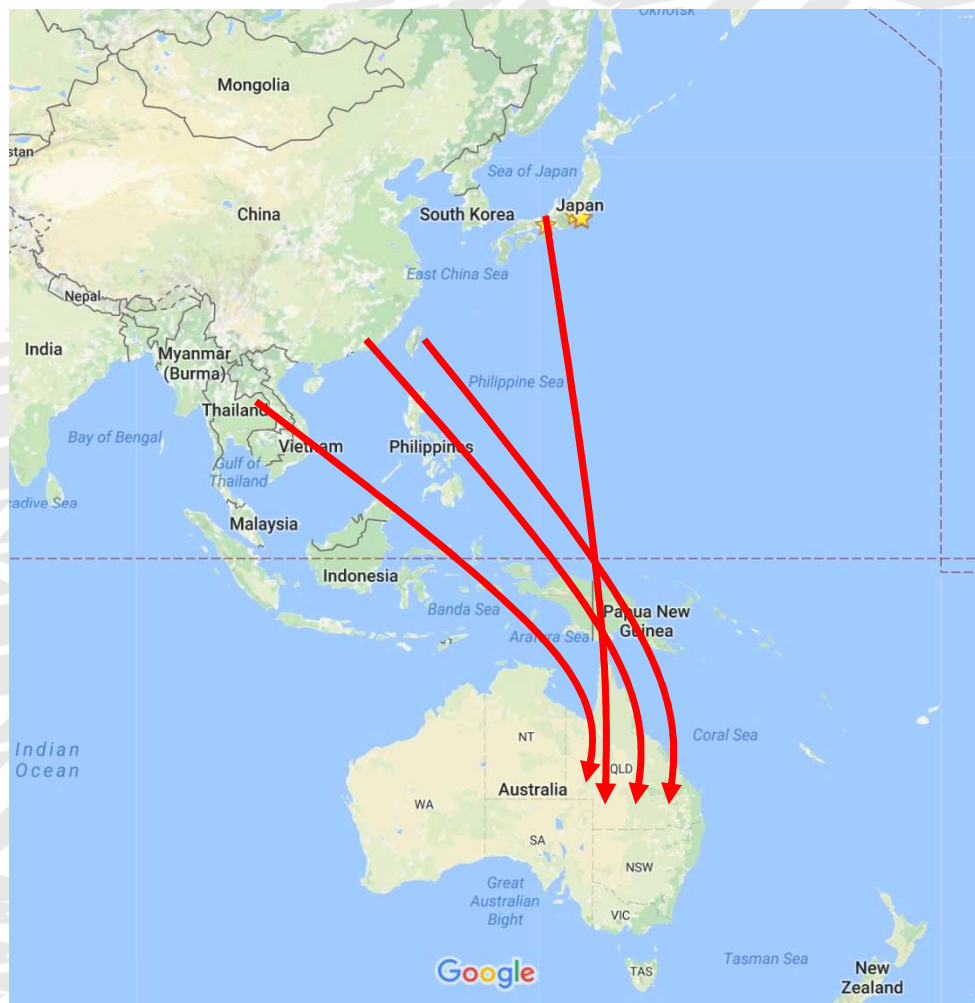 Okhotsk
Mongolia
stan
Sea of Japan
Japan
China
South Korea
East China Sea
Nepal
India
Myanmar
(Burma)
Philippine Sea
Thailand
Bay of Bengal
Vietnam
Philippines
Gulf of
Thailand
cadive Sea
Malaysia
Indonesia
Banda Sea
Papua New
Guinea
Arafura Sea
Indian
Ocean
NT
Coral Sea
QLD
Australia
WA
SA
NSW
Great
Australian
Bight
VIC
Google
TAS
Tasman Sea
New
Zealand